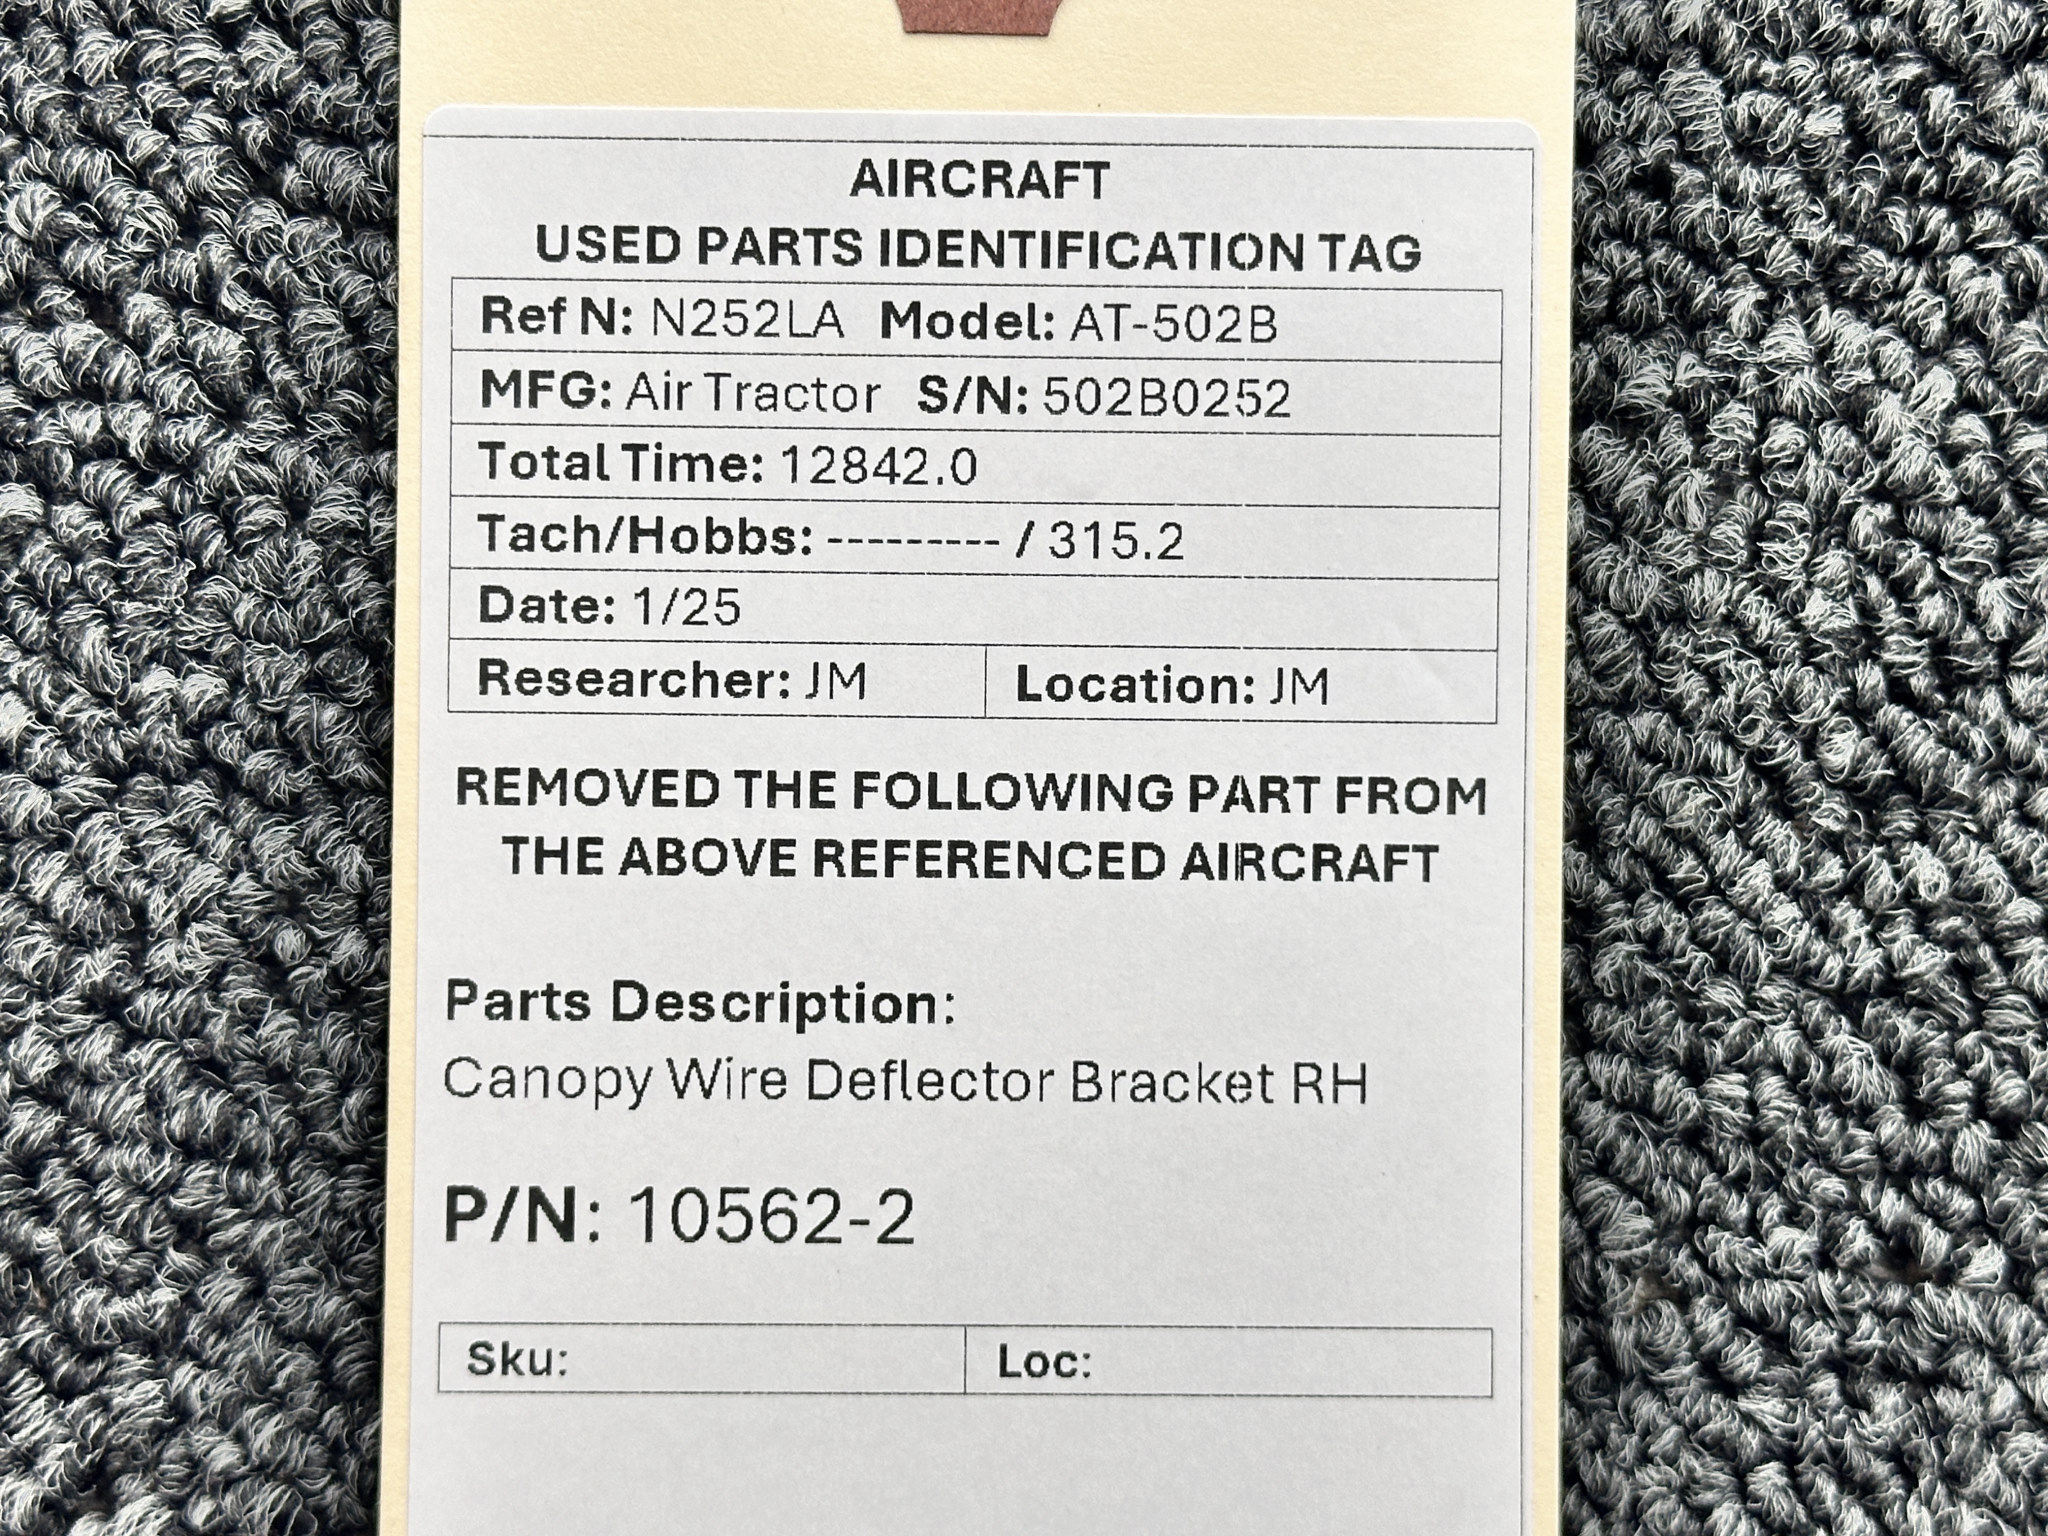 AIRCRAFT
USED PARTS IDENTIFICATION TAG
Ref N: N252LA Model: AT-502B
MFG: Air Tractor S/N: 502B0252
Total Time: 12842.0
Tach/Hobbs: --------- / 315.2
Date: 1/25
Researcher: JM Location: JM
REMOVED THE FOLLOWING PART FROM
THE ABOVE REFERENCED AIRCRAFT
Parts Description:
Canopy Wire Deflector Bracket RH
P/N: 10562-2
Sku: Loc: